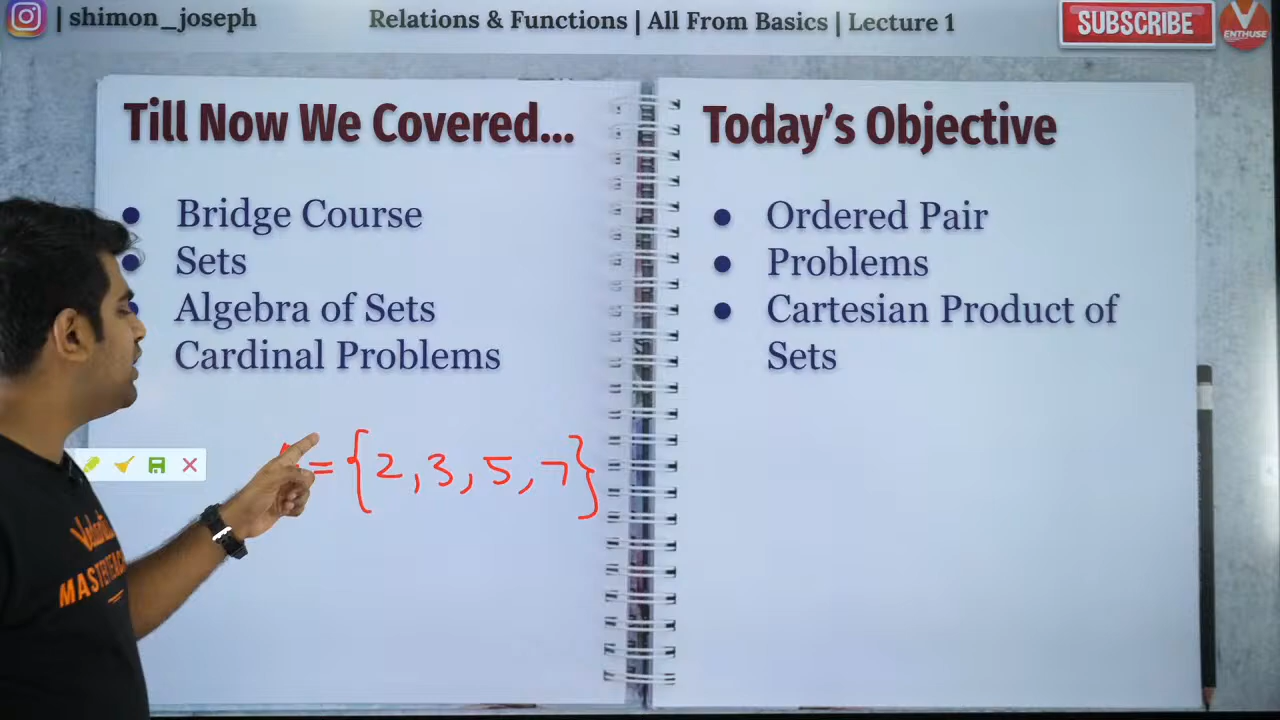 | shimon_joseph
Relations & Functions | All From Basics | Lecture 1
SUBSCRIBE
V
ENTHUSE
Till Now We Covered...
Bridge Course
Sets
Algebra of Sets
Cardinal Problems
= {2, 3, 5, 7}
Today's Objective
Ordered Pair
Problems
Cartesian Product of
Sets